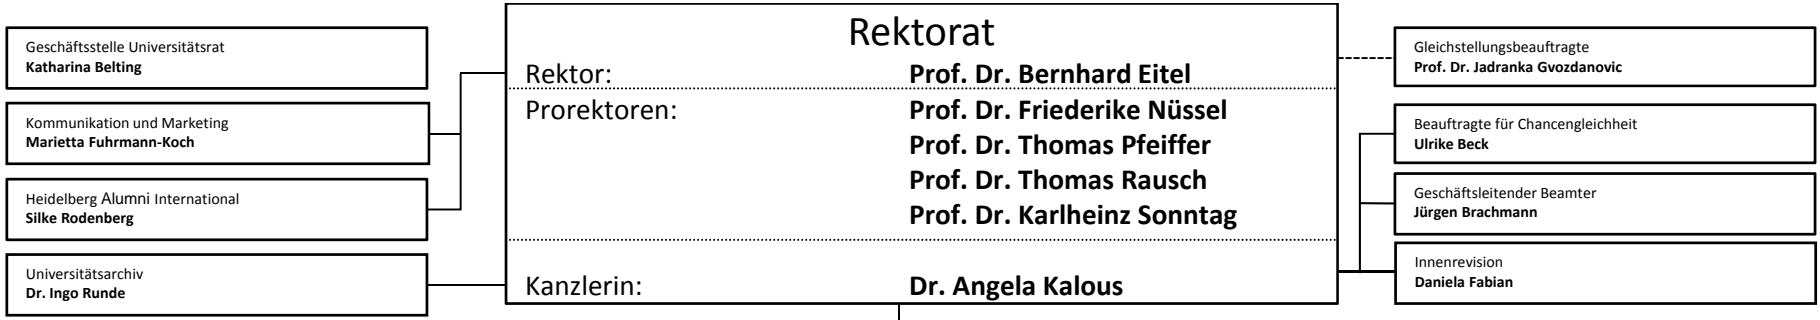 Geschäftsstelle Universitätsrat
Katharina Belting
Kommunikation und Marketing
Marietta Fuhrmann-Koch
Heidelberg Alumni International
Silke Rodenberg
Universitätsarchiv
Dr. Ingo Runde
Rektorat
Rektor: Prof. Dr. Bernhard Eitel
Prorektoren: Prof. Dr. Friederike Nüssel
Prof. Dr. Thomas Pfeiffer
Prof. Dr. Thomas Rausch
Prof. Dr. Karlheinz Sonntag
Kanzlerin: Dr. Angela Kalous
Gleichstellungsbeauftragte
Prof. Dr. Jadranka Gvozdanovic
Beauftragte für Chancengleichheit
Ulrike Beck
Geschäftsleitender Beamter
Jürgen Brachmann
Innenrevision
Daniela Fabian